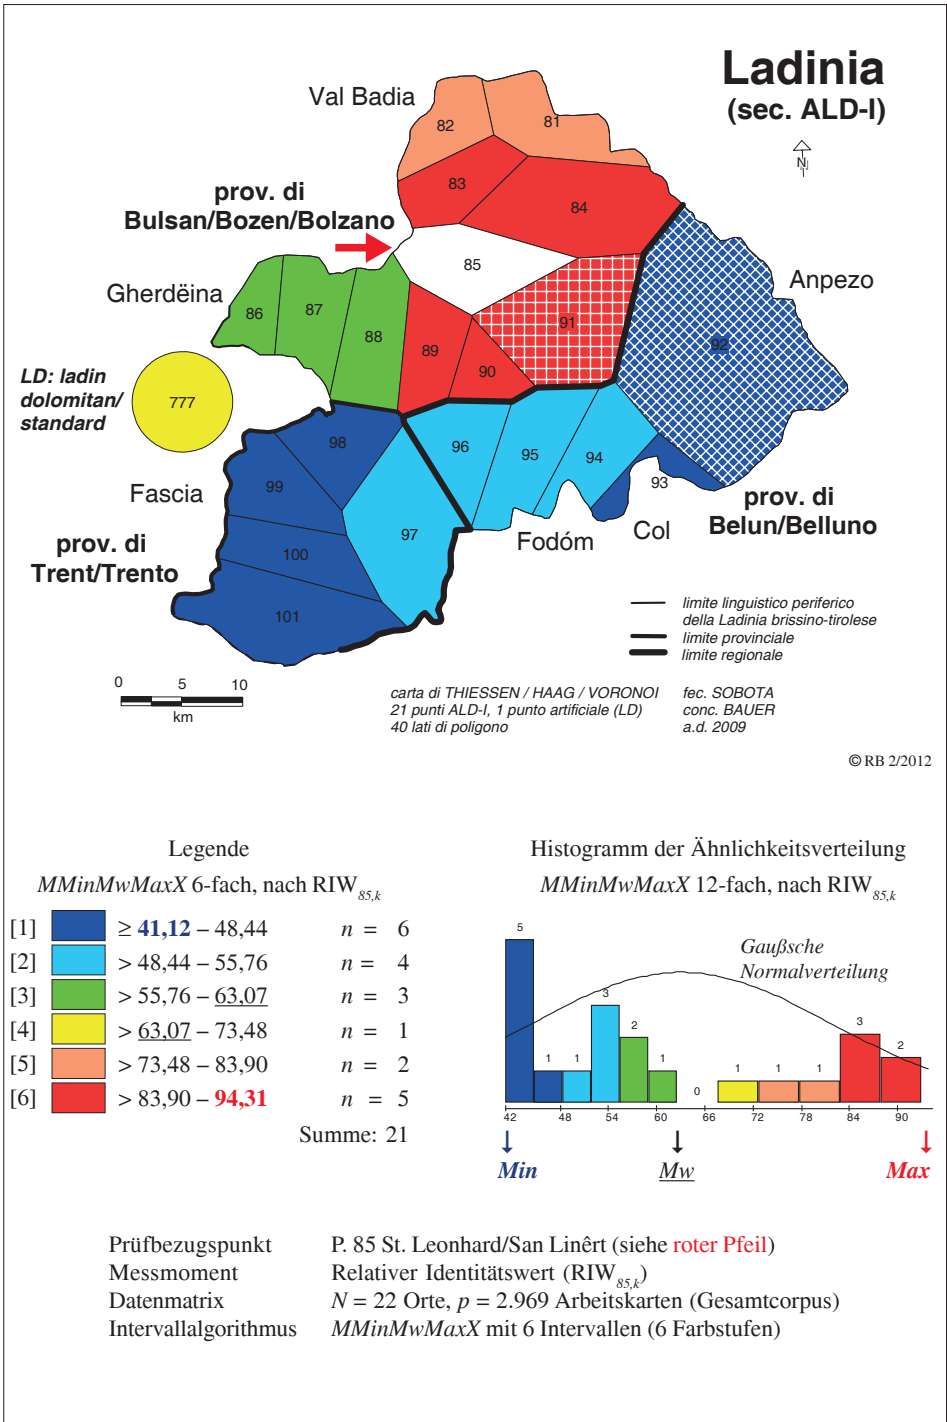 Ladinia
(sec. ALD-I)
N
Val Badia
82
81
83
84
prov. di
Bulsan/Bozen/Bolzano
85
Anpezo
Gherdëina
86
87
88
89
90
91
92
LD: ladin
dolomitan/
standard
777
98
96
95
94
93
99
Fascia
97
prov. di
Belun/Belluno
Col
Fodóm
prov. di
Trent/Trento
100
101
limite linguistico periferico
della Ladinia brissino-tirolese
limite provinciale
limite regionale
0 5 10
km
carta di THIESSEN / HAAG / VORONOI
21 punti ALD-I, 1 punto artificiale (LD)
40 lati di poligono
fec. SOBOTA
conc. BAUER
a.d. 2009
© RB 2/2012
Legende
MMinMwMaxX 6-fach, nach RIW85,k
[1] ≥ 41,12 – 48,44 n = 6
[2] > 48,44 – 55,76 n = 4
[3] > 55,76 – 63,07 n = 3
[4] > 63,07 – 73,48 n = 1
[5] > 73,48 – 83,90 n = 2
[6] > 83,90 – 94,31 n = 5
Summe: 21
Histogramm der Ähnlichkeitsverteilung
MMinMwMaxX 12-fach, nach RIW85,k
Gaußsche
Normalverteilung
5 1 1 3 2 1 0 1 1 1 3 2
42 48 54 60 66 72 78 84 90
Min Mw Max
Prüfbezugspunkt P. 85 St. Leonhard/San Linêrt (siehe roter Pfeil)
Messmoment Relativer Identitätswert (RIW85,k)
Datenmatrix N = 22 Orte, p = 2.969 Arbeitskarten (Gesamtcorpus)
Intervallalgorithmus MMinMwMaxX mit 6 Intervallen (6 Farbstufen)